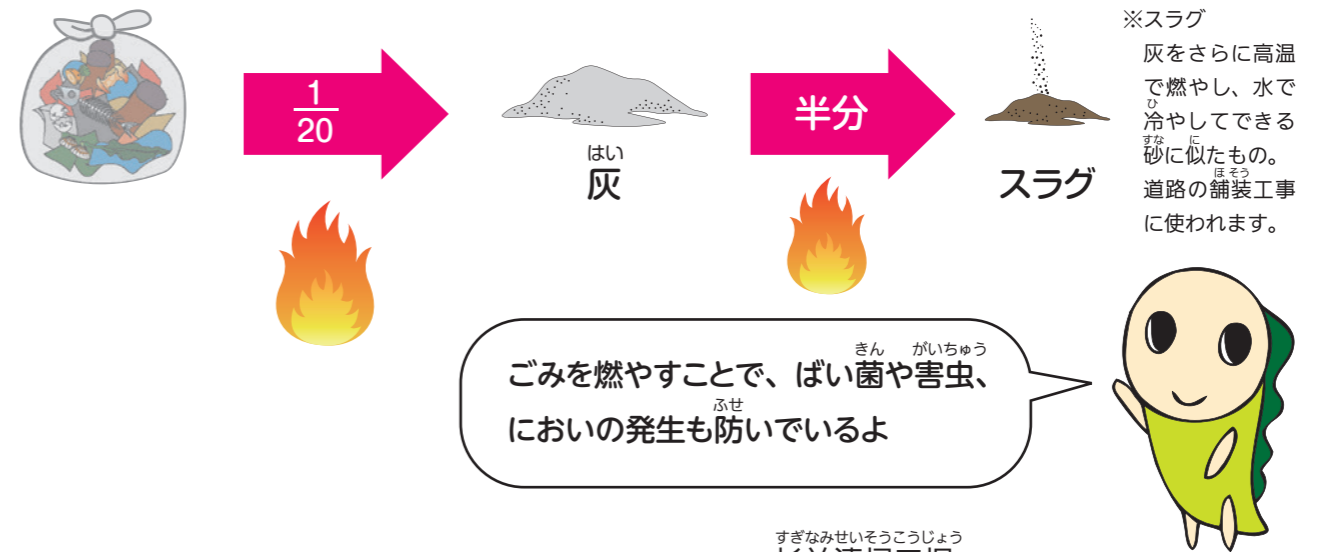 1
20
はい
灰
半分
スラグ
※スラグ
灰をさらに高温
で燃やし、水で
ひ
冷やしてできる
すな に
砂に似たもの。
ほそう
道路の舗装工事
に使われます。
きん がいちゅう
ごみを燃やすことで、ばい菌や害虫、
ふせ
においの発生も防いでいるよ
すぎなみせいそうこうじょう